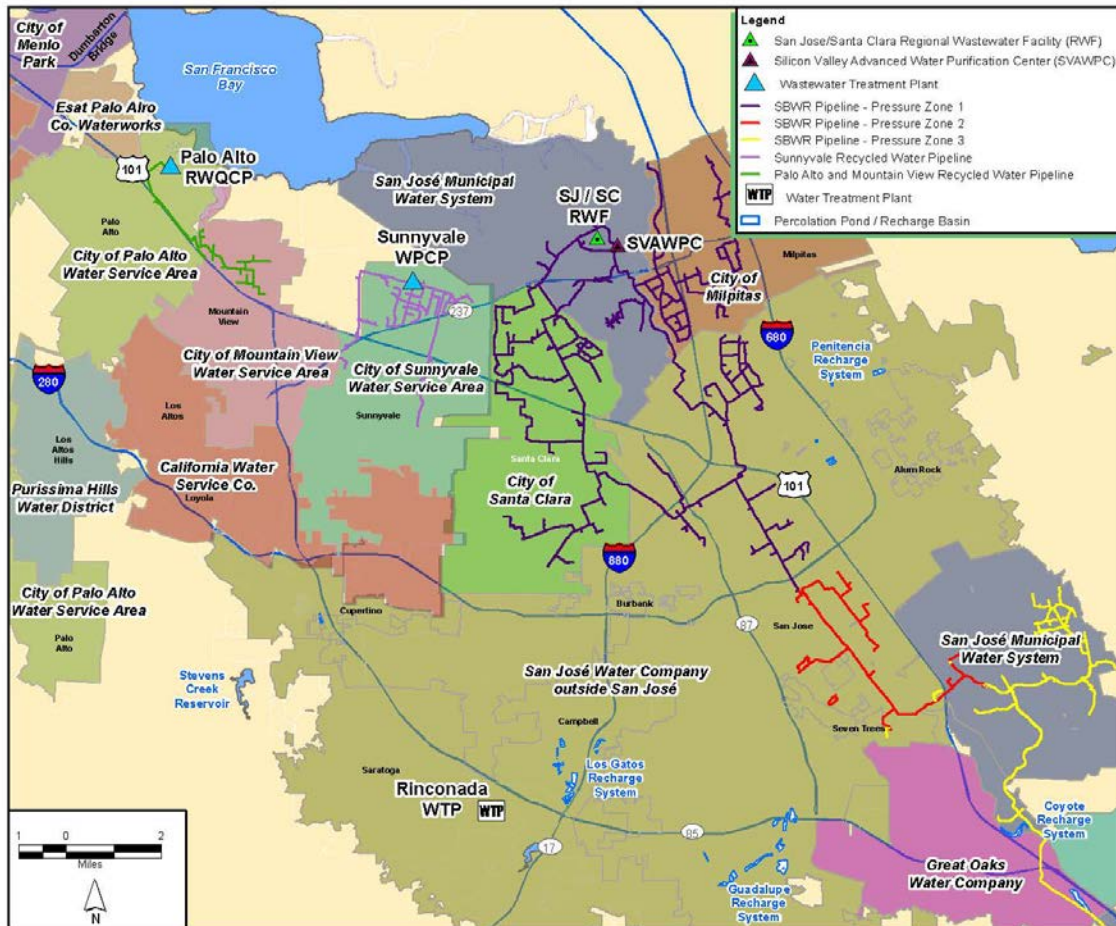 City of
Menlo
Park
Dumbarton
Bridge
San Francisco
Bay
Esat Palo Alro
Co. Waterworks
101
Palo Alto
RWQCP
Palo
Alto
City of Palo Alto
Water Service Area
San José Municipal
Water System
SJ / SC
RWF
SVAWPC
Sunnyvale
WPCP
237
City of
Milpitas
Milpitas
680
Mountain
View
City of Mountain View
Water Service Area
City of Sunnyvale
Water Service Area
Sunnyvale
Penitencia
Recharge
System
280
Los
Altos
Los
Altos
Hills
California Water
Service Co.
Loyola
Purissima Hills
Water District
Santa Clara
City of
Santa Clara
Alum Rock
101
880
City of Palo Alto
Water Service Area
Palo
Alto
Cupertino
Burbank
87
San Jose
San José Municipal
Water System
Stevens
Creek
Reservoir
San José Water Company
outside San José
Campbell
Seven Trees
Saratoga
Los Gatos
Recharge
System
Rinconada
WTP
WTP
85
17
Coyote
Recharge
System
Great Oaks
Water Company
Guadalupe
Recharge
System
Legend
San Jose/Santa Clara Regional Wastewater Facility (RWF)
Silicon Valley Advanced Water Purification Center (SVAWPC)
Wastewater Treatment Plant
SBWR Pipeline - Pressure Zone 1
SBWR Pipeline - Pressure Zone 2
SBWR Pipeline - Pressure Zone 3
Sunnyvale Recycled Water Pipeline
Palo Alto and Mountain View Recycled Water Pipeline
WTP Water Treatment Plant
Percolation Pond / Recharge Basin
1 0 2
Miles
N